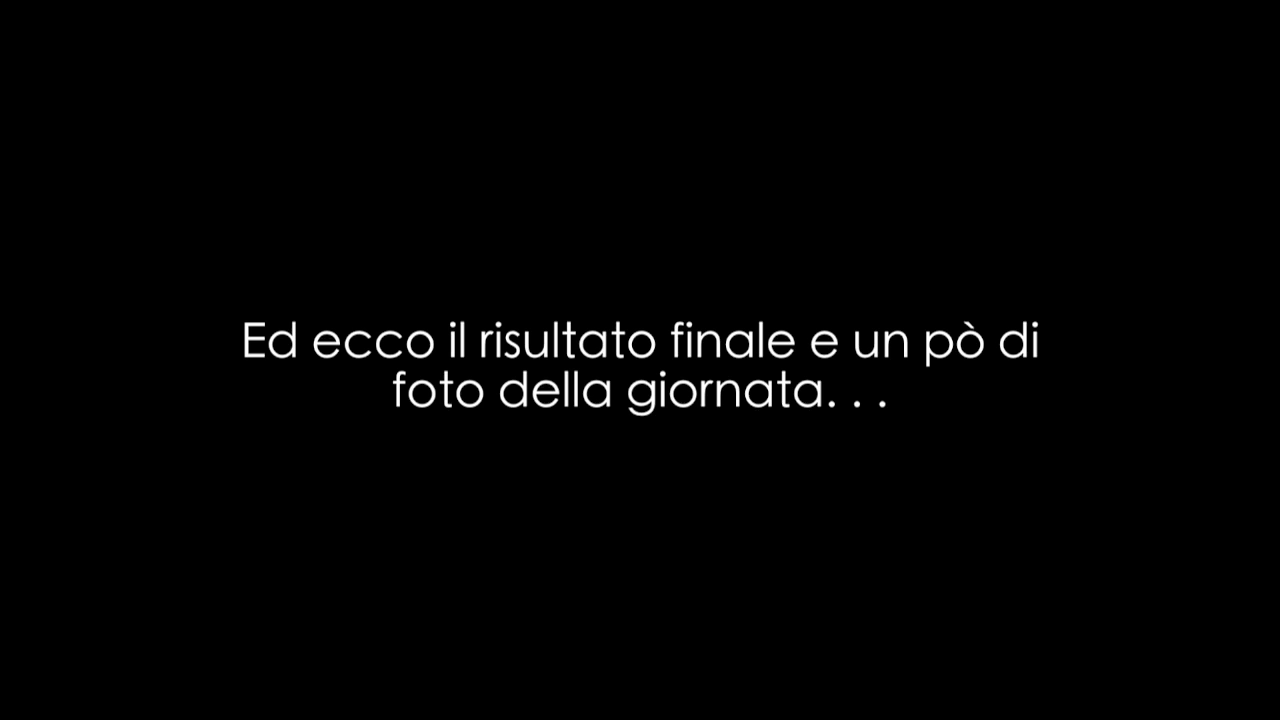 Ed ecco il risultato finale e un pò di
foto della giornata. . .